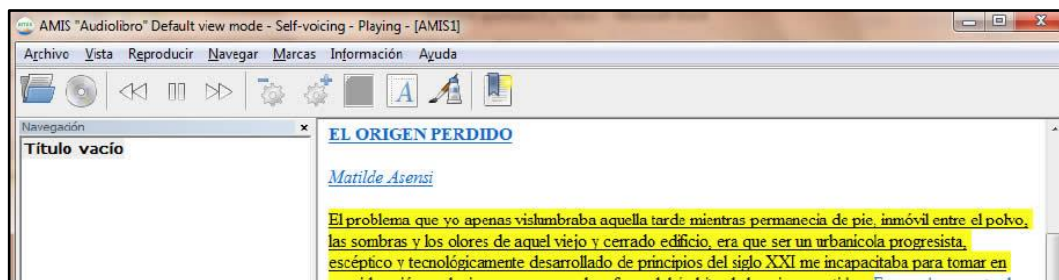 AMIS "Audiolibro" Default view mode - Self-voicing - Playing - [AMIS1]
Archivo Vista Reproducir Navegar Marcas Información Ayuda
A
Navegación x
Título vacío
EL ORIGEN PERDIDO
Matilde Asensi
El problema que yo apenas vislumbraba aquella tarde mientras permanecía de pie, inmóvil entre el polvo,
las sombras y los olores de aquel viejo y cerrado edificio, era que ser un urbanícola progresista,
escéptico y tecnológicamente desarrollado de principios del siglo XXI me incapacitaba para tomar en